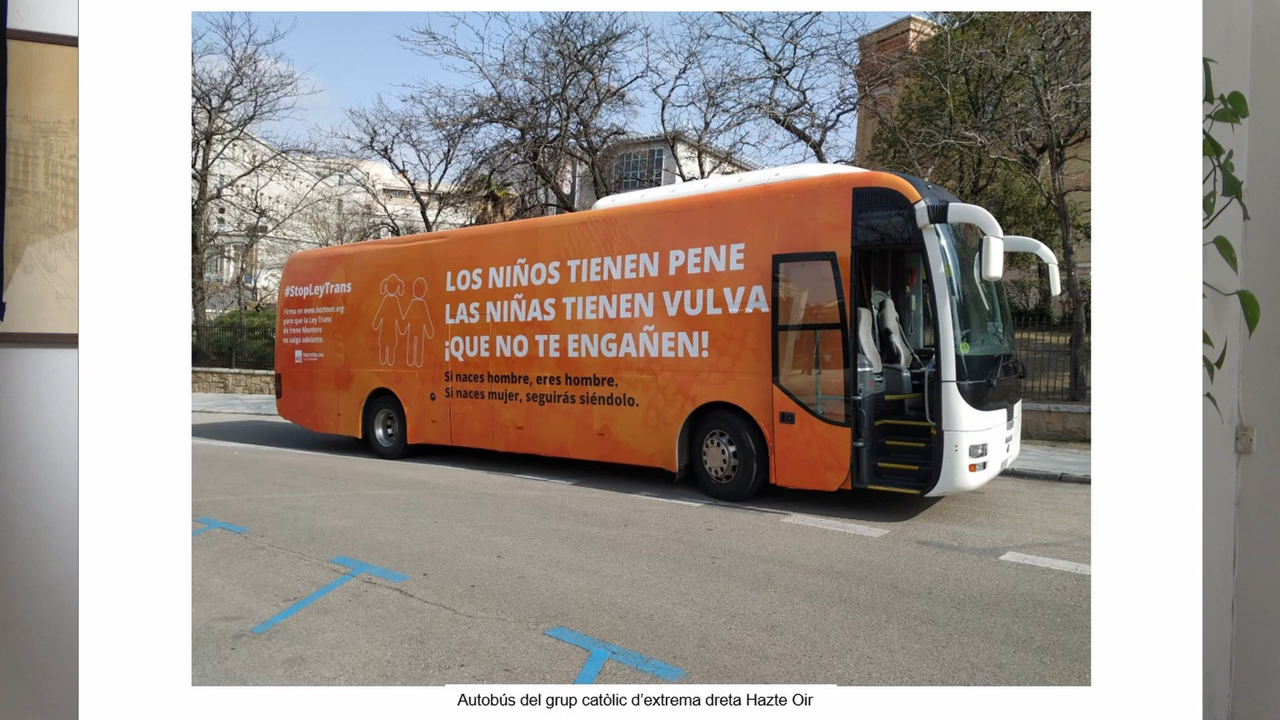 #StopLeyTrans
Firma en www.hazteoir.org
para que la Ley Trans
de Irene Montero
no salga adelante.
LOS NIÑOS TIENEN PENE
LAS NIÑAS TIENEN VULVA
¡QUE NO TE ENGAÑEN!
Si naces hombre, eres hombre.
Si naces mujer, seguirás siéndolo.
Autobús del grup catòlic d'extrema dreta Hazte Oir